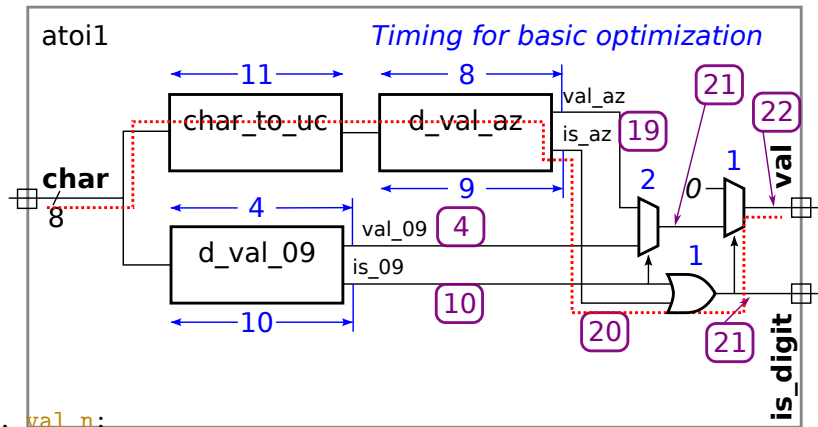 atoi1
Timing for basic optimization
11
8
val_az
21
22
char_to_uc
d_val_az
19
is_az
char
8
9
2
0
1
val
4
val_09
4
d_val_09
is_09
1
10
10
20
21
is_digit
. val_n: